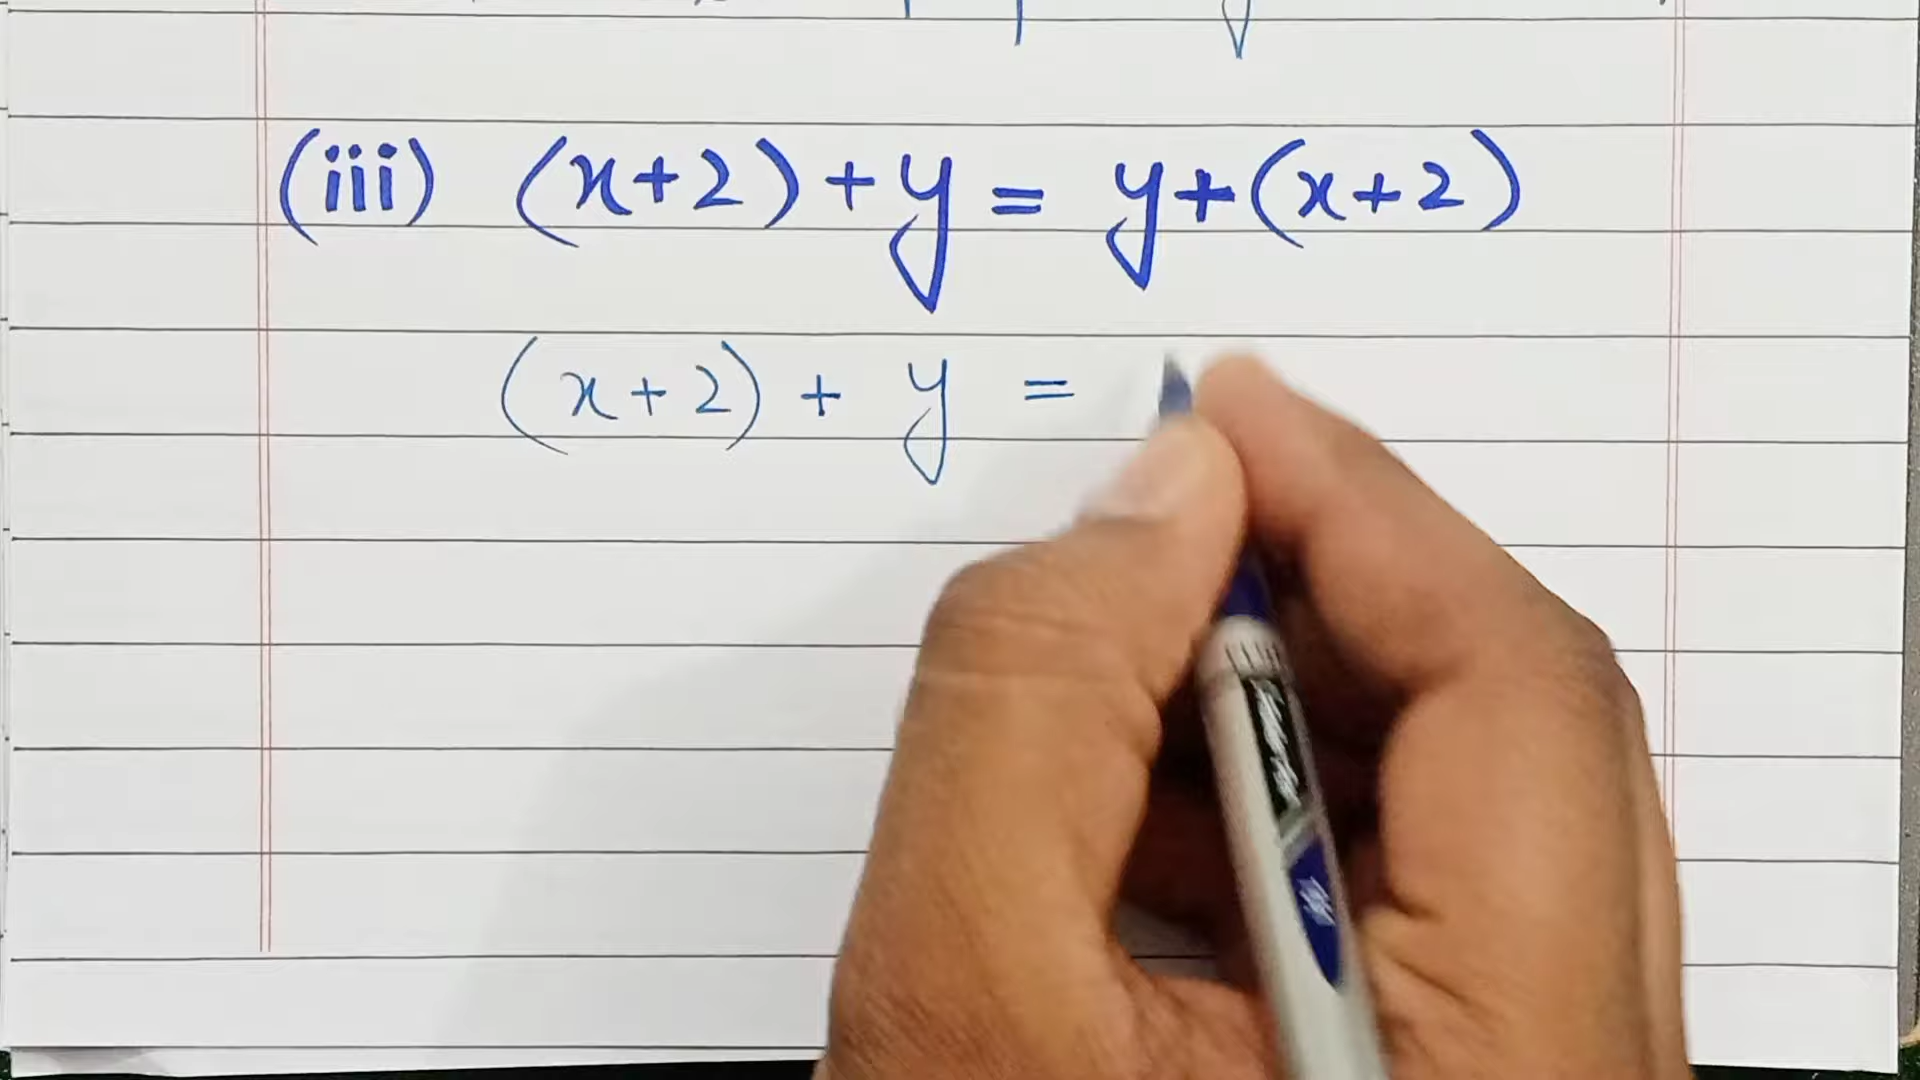 (iii) (x+2)+y = y+(x+2)
(x+2) + y =